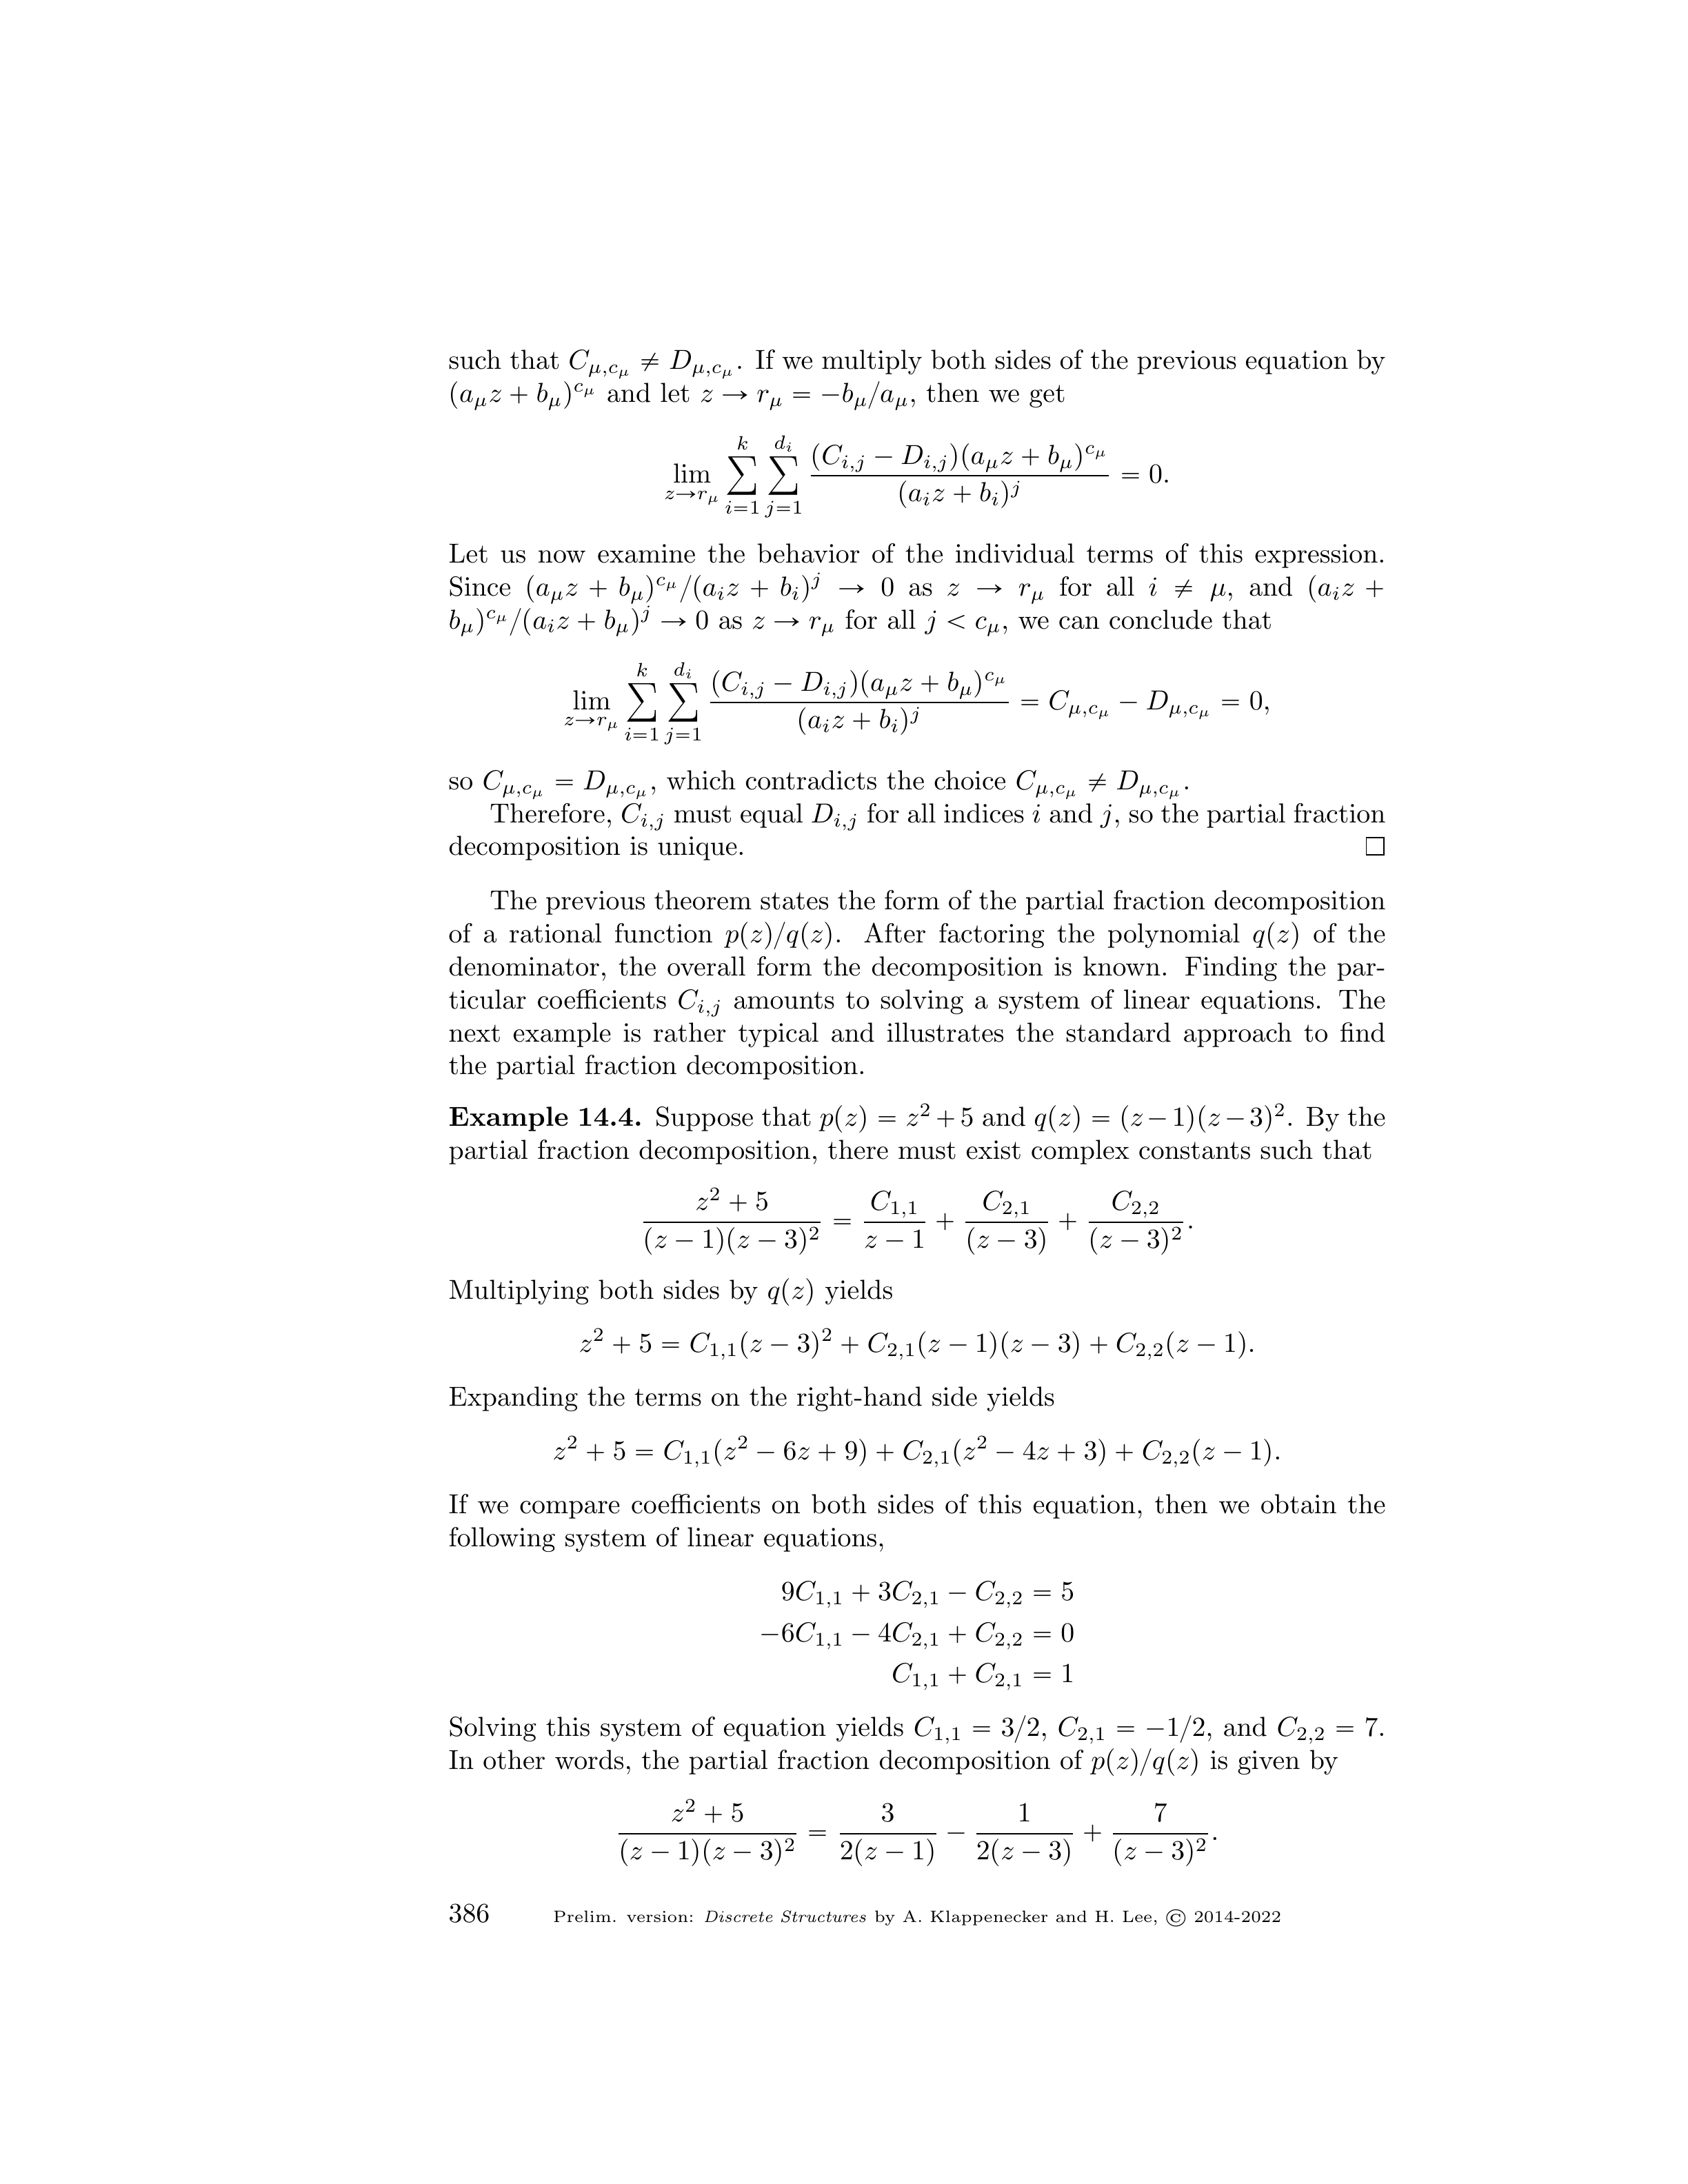 such that $C_{\mu,c_\mu} \neq D_{\mu,c_\mu}$. If we multiply both sides of the previous equation by
$(a_\mu z + b_\mu)^{c_\mu}$ and let $z \to r_\mu = -b_\mu/a_\mu$, then we get
$$\lim_{z \to r_\mu} \sum_{i=1}^{k} \sum_{j=1}^{d_i} \frac{(C_{i,j} - D_{i,j})(a_\mu z + b_\mu)^{c_\mu}}{(a_i z + b_i)^j} = 0.$$
Let us now examine the behavior of the individual terms of this expression.
Since $(a_\mu z + b_\mu)^{c_\mu}/(a_i z + b_i)^j \to 0$ as $z \to r_\mu$ for all $i \neq \mu$, and $(a_i z +$
$b_\mu)^{c_\mu}/(a_i z + b_\mu)^j \to 0$ as $z \to r_\mu$ for all $j < c_\mu$, we can conclude that
$$\lim_{z \to r_\mu} \sum_{i=1}^{k} \sum_{j=1}^{d_i} \frac{(C_{i,j} - D_{i,j})(a_\mu z + b_\mu)^{c_\mu}}{(a_i z + b_i)^j} = C_{\mu,c_\mu} - D_{\mu,c_\mu} = 0,$$
so $C_{\mu,c_\mu} = D_{\mu,c_\mu}$, which contradicts the choice $C_{\mu,c_\mu} \neq D_{\mu,c_\mu}$.
Therefore, $C_{i,j}$ must equal $D_{i,j}$ for all indices $i$ and $j$, so the partial fraction
decomposition is unique. □
The previous theorem states the form of the partial fraction decomposition
of a rational function $p(z)/q(z)$. After factoring the polynomial $q(z)$ of the
denominator, the overall form the decomposition is known. Finding the par-
ticular coefficients $C_{i,j}$ amounts to solving a system of linear equations. The
next example is rather typical and illustrates the standard approach to find
the partial fraction decomposition.
Example 14.4. Suppose that $p(z) = z^2 + 5$ and $q(z) = (z - 1)(z - 3)^2$. By the
partial fraction decomposition, there must exist complex constants such that
$$\frac{z^2 + 5}{(z - 1)(z - 3)^2} = \frac{C_{1,1}}{z - 1} + \frac{C_{2,1}}{(z - 3)} + \frac{C_{2,2}}{(z - 3)^2}.$$
Multiplying both sides by $q(z)$ yields
$$z^2 + 5 = C_{1,1}(z - 3)^2 + C_{2,1}(z - 1)(z - 3) + C_{2,2}(z - 1).$$
Expanding the terms on the right-hand side yields
$$z^2 + 5 = C_{1,1}(z^2 - 6z + 9) + C_{2,1}(z^2 - 4z + 3) + C_{2,2}(z - 1).$$
If we compare coefficients on both sides of this equation, then we obtain the
following system of linear equations,
$$9C_{1,1} + 3C_{2,1} - C_{2,2} = 5$$
$$-6C_{1,1} - 4C_{2,1} + C_{2,2} = 0$$
$$C_{1,1} + C_{2,1} = 1$$
Solving this system of equation yields $C_{1,1} = 3/2$, $C_{2,1} = -1/2$, and $C_{2,2} = 7$.
In other words, the partial fraction decomposition of $p(z)/q(z)$ is given by
$$\frac{z^2 + 5}{(z - 1)(z - 3)^2} = \frac{3}{2(z - 1)} - \frac{1}{2(z - 3)} + \frac{7}{(z - 3)^2}.$$
386 Prelim. version: Discrete Structures by A. Klappenecker and H. Lee, © 2014-2022